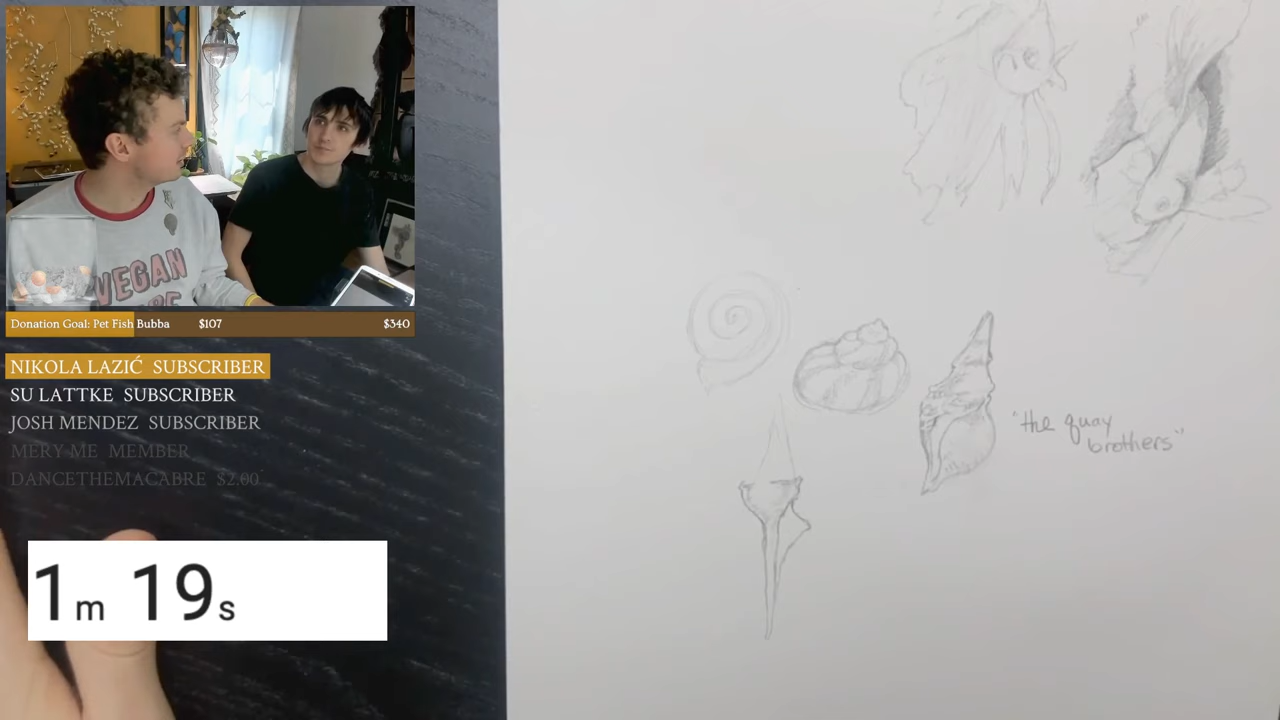 VEGAN
Donation Goal: Pet Fish Bubba $107 $340
NIKOLA LAZIĆ SUBSCRIBER
SU LATTKE SUBSCRIBER
JOSH MENDEZ SUBSCRIBER
MERY ME MEMBER
DANCETHEMACABRE $2.00
1m 19s
"the quay
brothers"